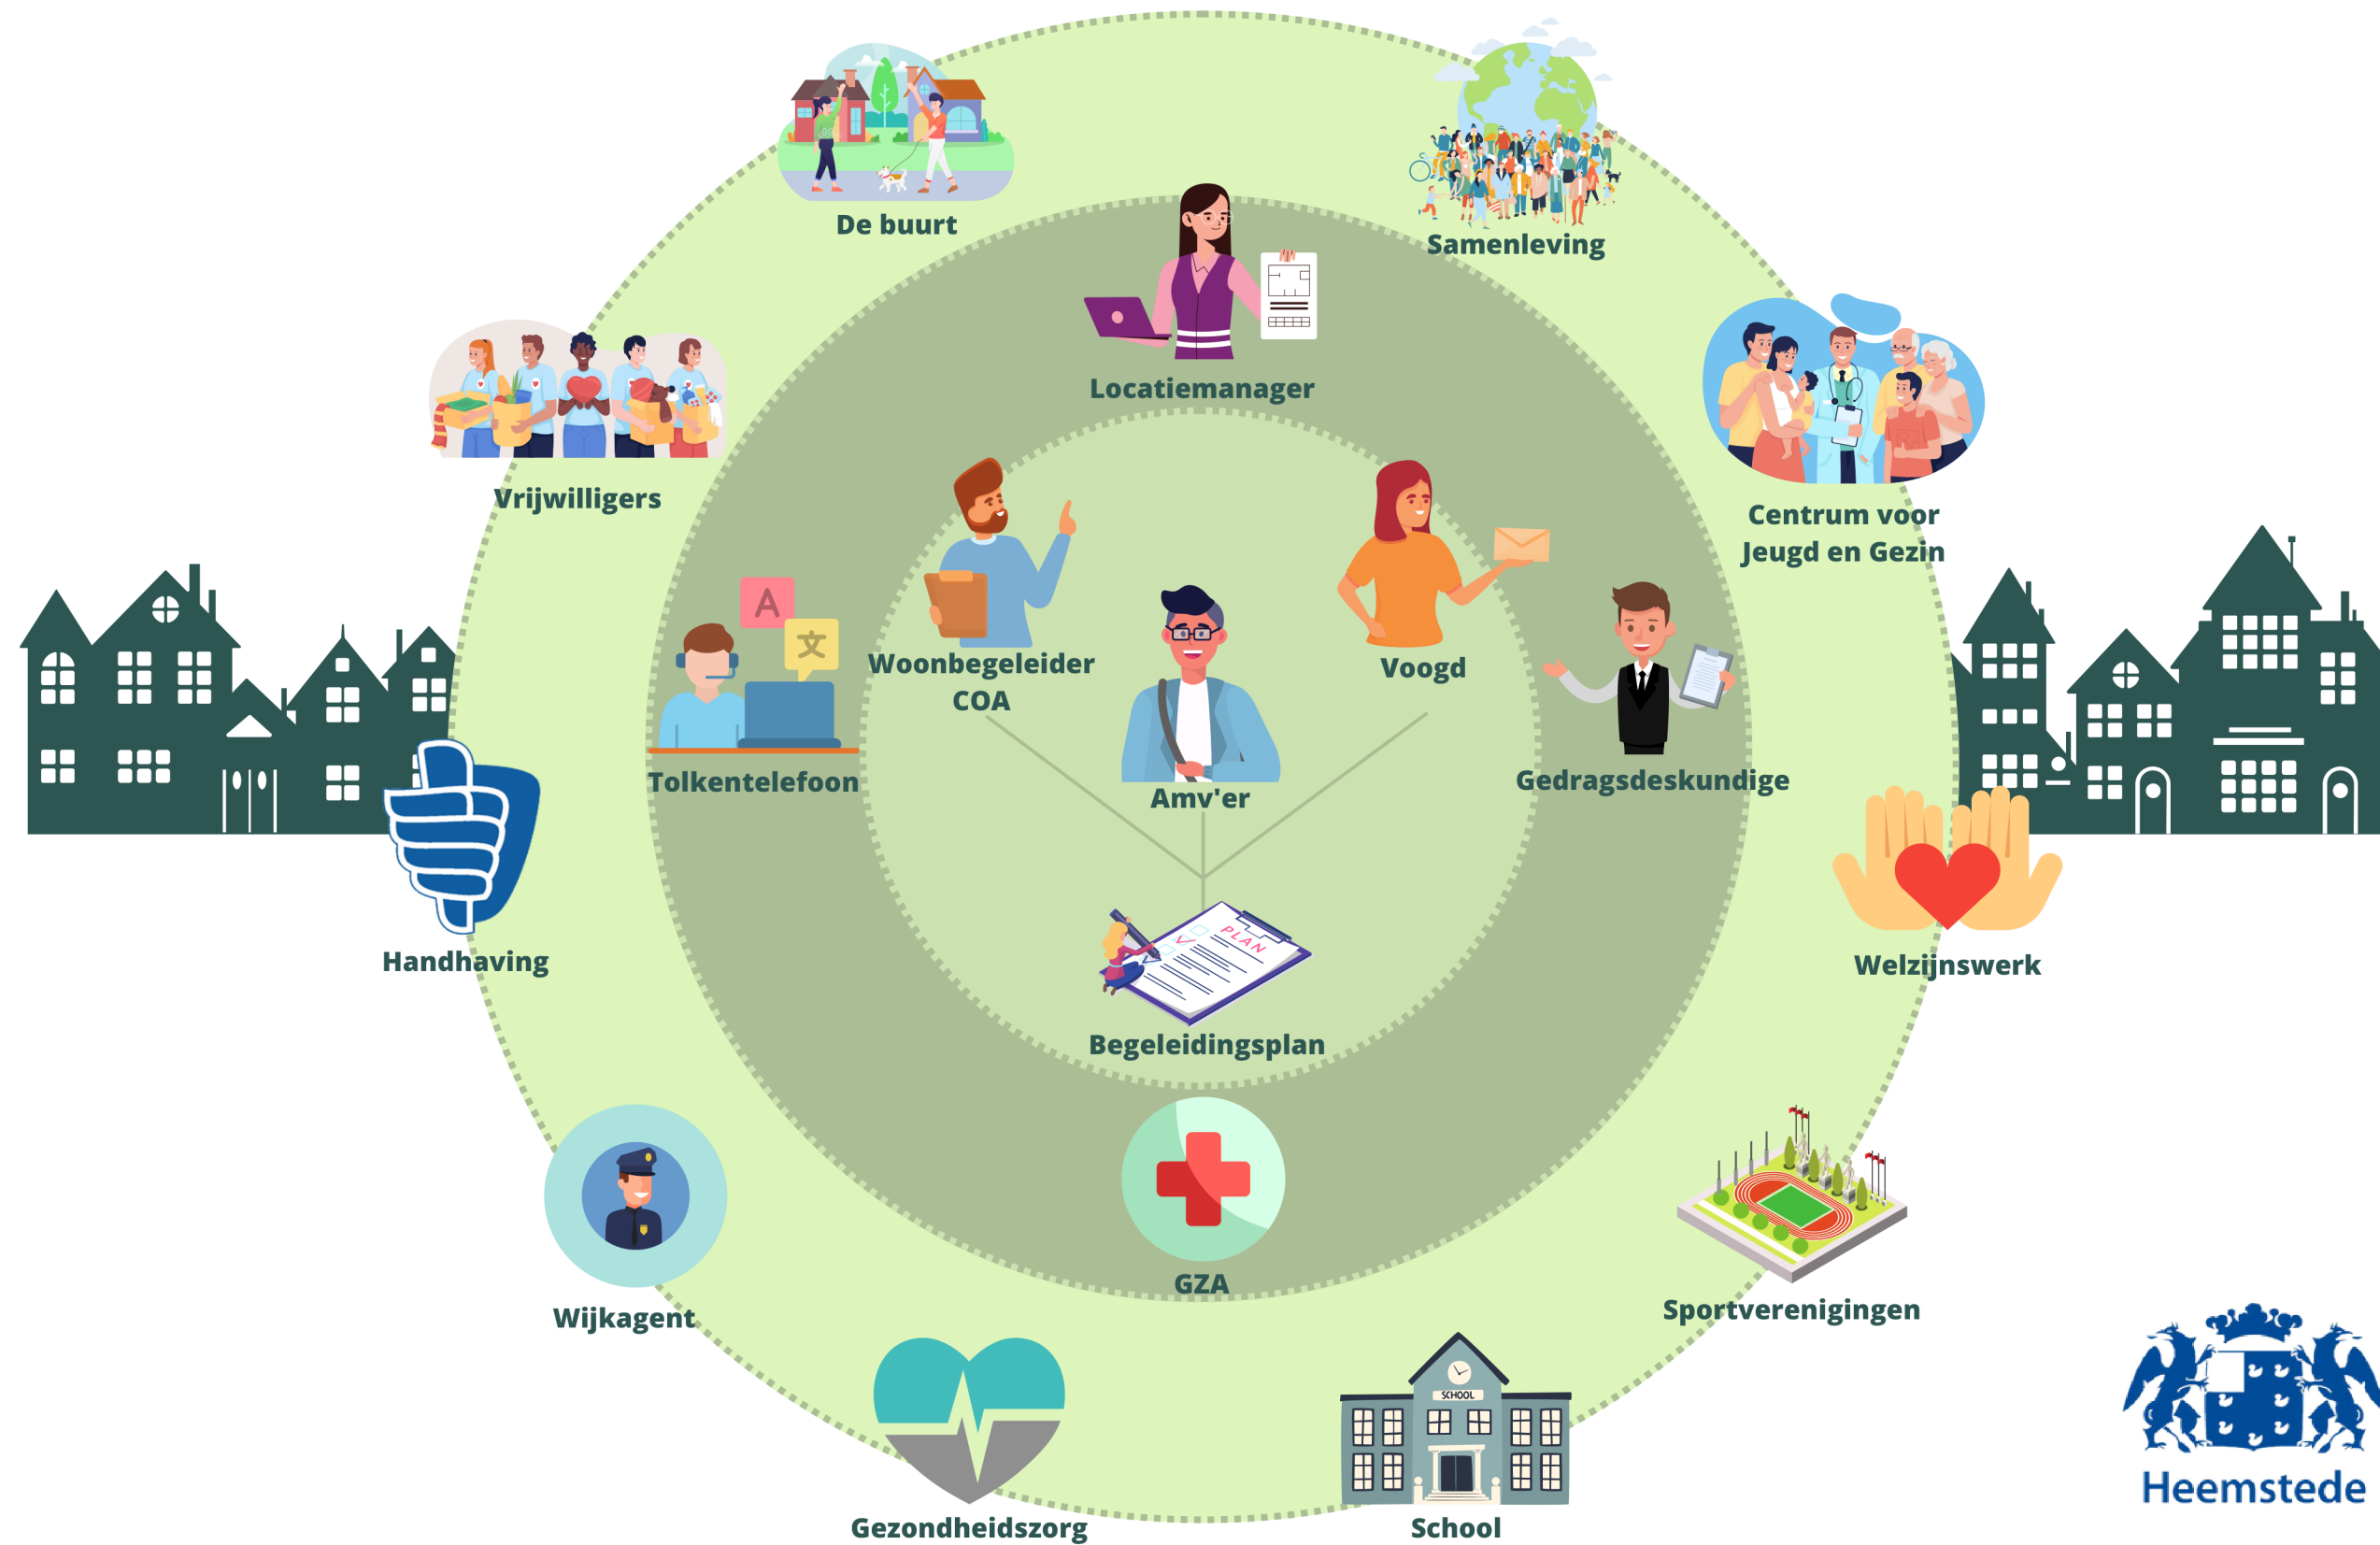 De buurt
Samenleving
Locatiemanager
Vrijwilligers
Centrum voor
Jeugd en Gezin
A
文
Woonbegeleider
COA
Voogd
Tolkentelefoon
Amv'er
Gedragsdeskundige
PLAN
Handhaving
Welzijnswerk
Begeleidingsplan
GZA
Wijkagent
Sportverenigingen
SCHOOL
Heemstede
Gezondheidszorg
School